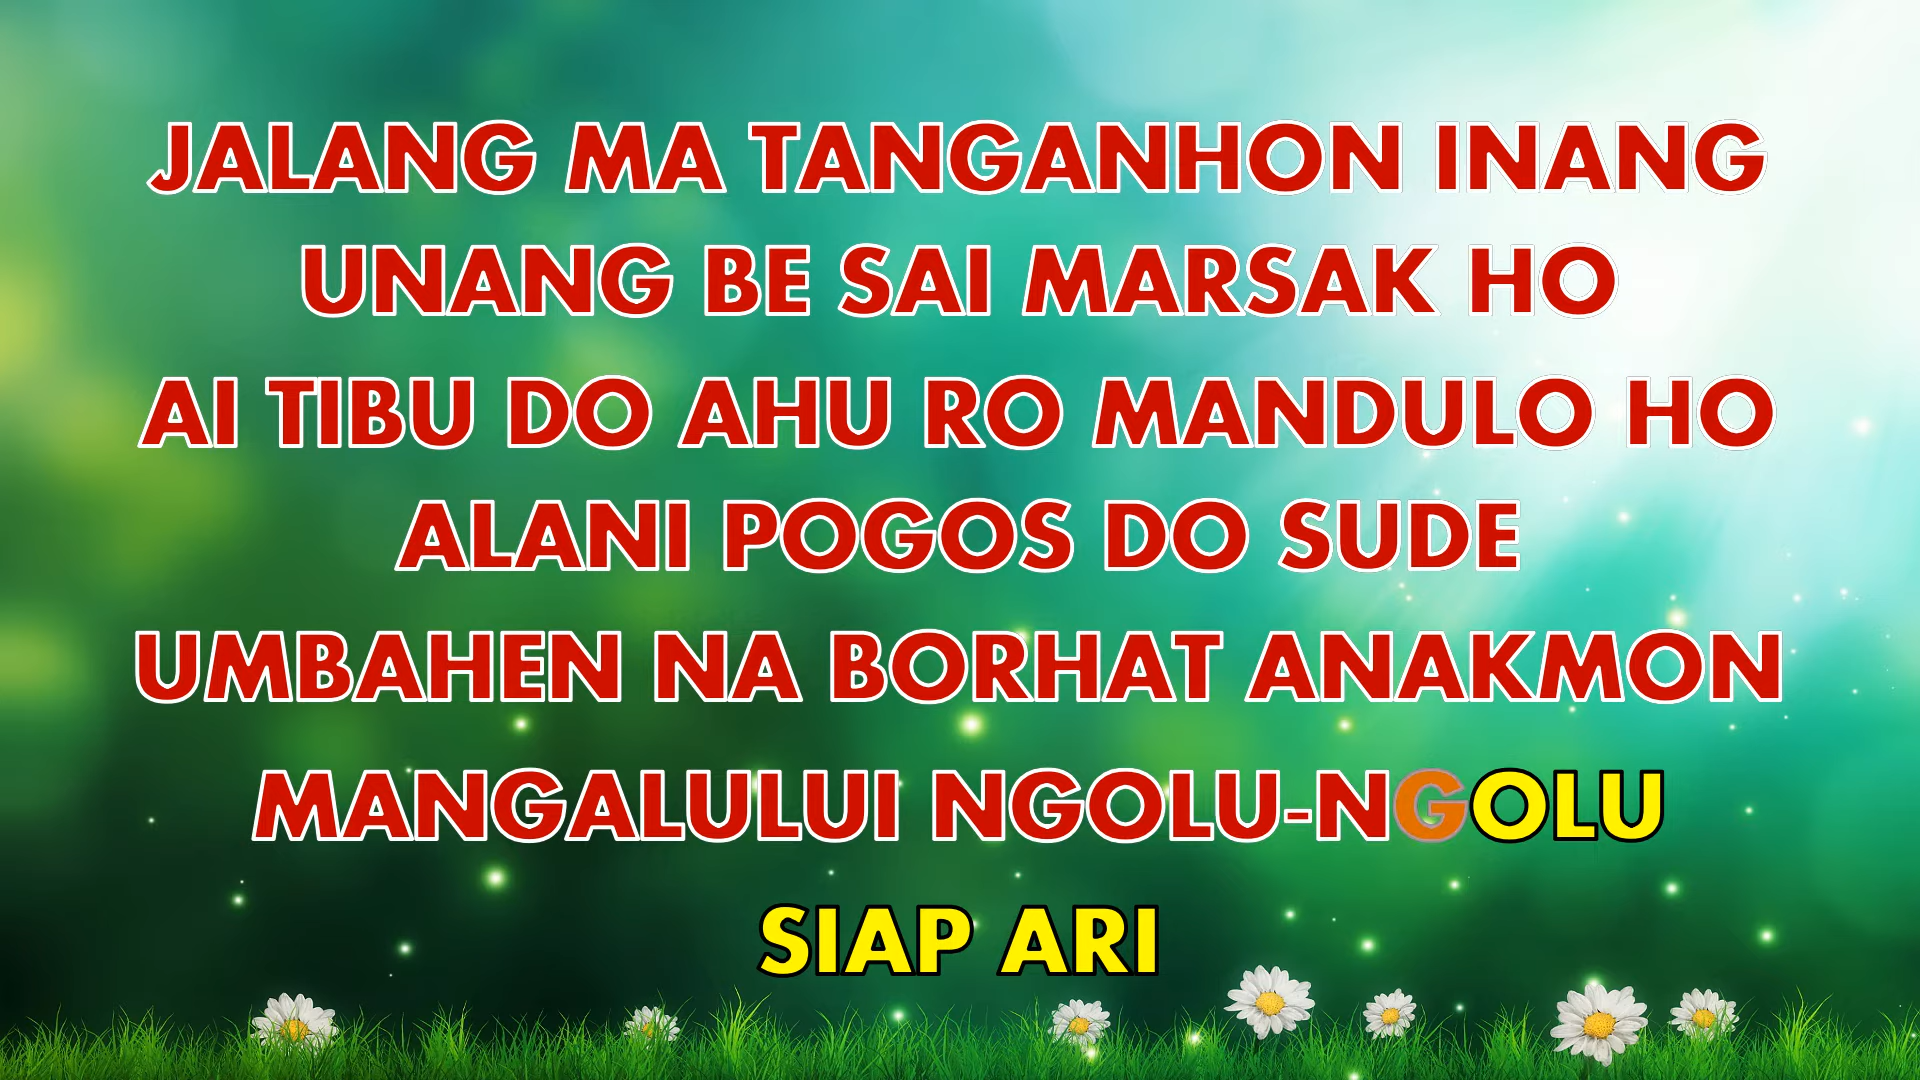 JALANG MA TANGANHON INANG
UNANG BE SAI MARSAK HO
AI TIBU DO AHU RO MANDULO HO
ALANI POGOS DO SUDE
UMBAHEN NA BORHAT ANAKMON
MANGALULUI NGOLU-NGOLU
SIAP ARI